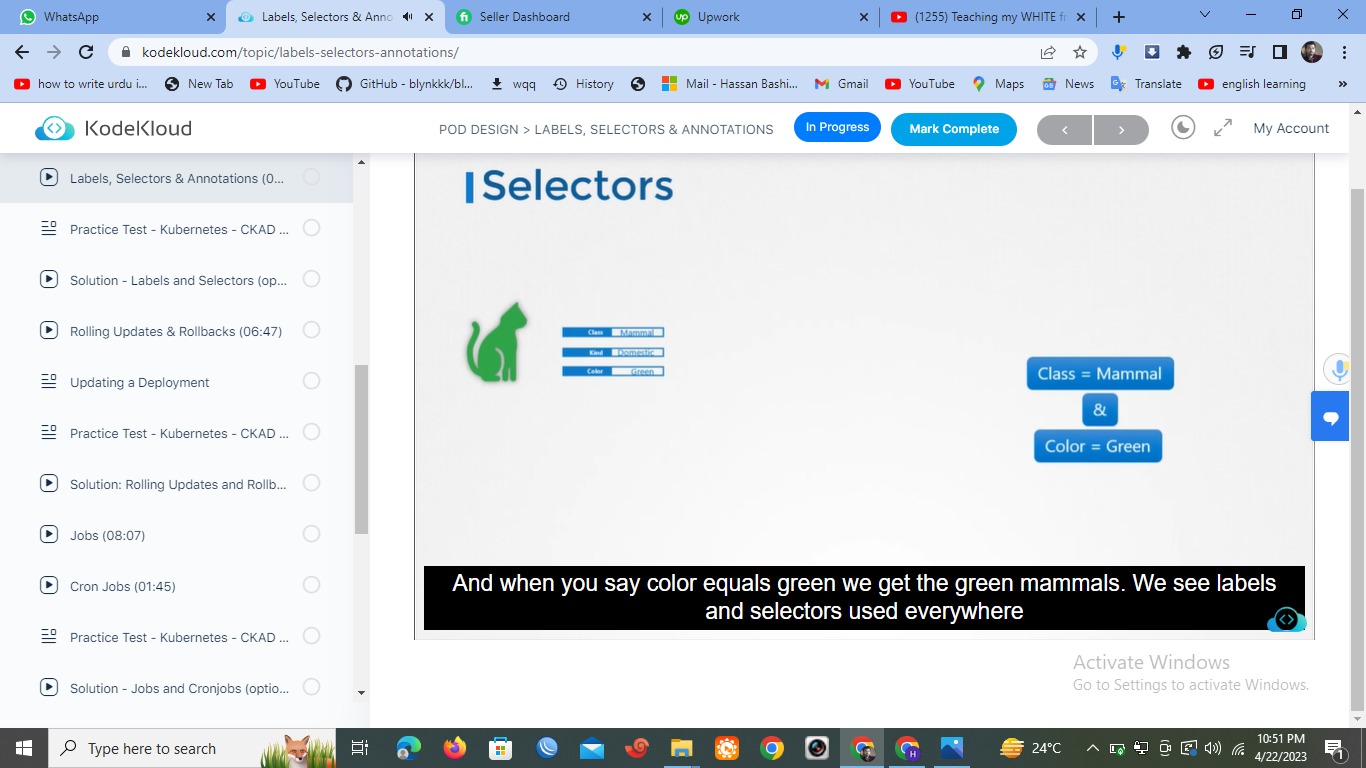 WhatsApp
Labels, Selectors & Anno
Seller Dashboard
Upwork
(1255) Teaching my WHITE fr
kodekloud.com/topic/labels-selectors-annotations/
how to write urdu i...
New Tab
YouTube
GitHub - blynkkk/bl...
wqq
History
Mail - Hassan Bashi...
Gmail
YouTube
Maps
News
Translate
english learning
KodeKloud
POD DESIGN > LABELS, SELECTORS & ANNOTATIONS
In Progress
Mark Complete
My Account
Labels, Selectors & Annotations (0...
Practice Test - Kubernetes - CKAD ...
Solution - Labels and Selectors (op...
Rolling Updates & Rollbacks (06:47)
Updating a Deployment
Practice Test - Kubernetes - CKAD ...
Solution: Rolling Updates and Rollb...
Jobs (08:07)
Cron Jobs (01:45)
Practice Test - Kubernetes - CKAD ...
Solution - Jobs and Cronjobs (optio...
Selectors
Class Mammal
Kind Domestic
Color Green
Class = Mammal
&
Color = Green
And when you say color equals green we get the green mammals. We see labels
and selectors used everywhere
Activate Windows
Go to Settings to activate Windows.
Type here to search
H
24°C
10:51 PM
4/22/2023
1